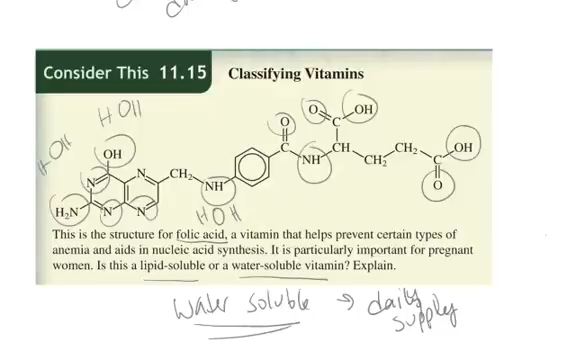 Consider This 11.15 Classifying Vitamins
HOH
HOH
OH
N
N
H₂N
N
N
CH₂
NH
HOH
O
C
NH
O
C
OH
CH
CH₂
CH₂
C
OH
O
This is the structure for folic acid, a vitamin that helps prevent certain types of
anemia and aids in nucleic acid synthesis. It is particularly important for pregnant
women. Is this a lipid-soluble or a water-soluble vitamin? Explain.
water soluble → daily
supply